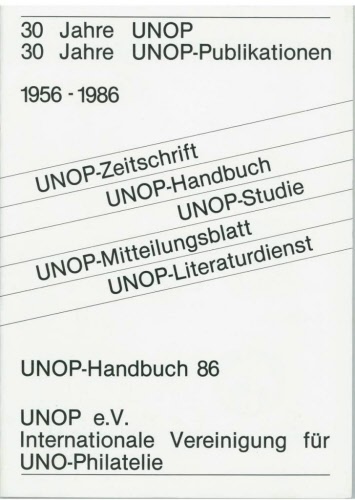 30 Jahre UNOP
30 Jahre UNOP-Publikationen
1956 - 1986
UNOP-Zeitschrift
UNOP-Handbuch
UNOP-Studie
UNOP-Mitteilungsblatt
UNOP-Literaturdienst
UNOP-Handbuch 86
UNOP e.V.
Internationale Vereinigung für
UNO-Philatelie